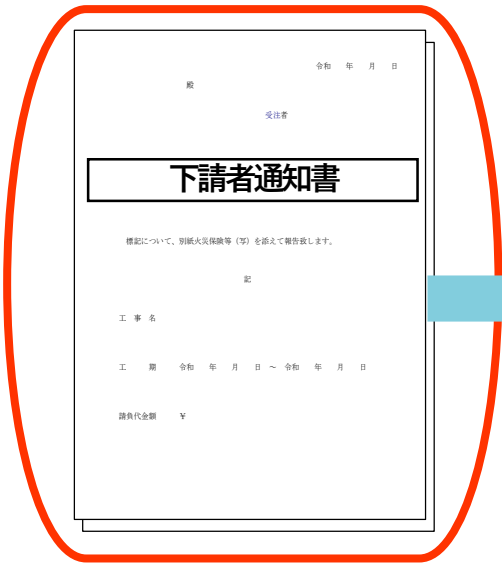 令和　年　月　日
殿
受注者
下請者通知書
標記について、別紙火災保険等（写）を添えて報告致します。
記
工　事　名
工　　期　　令和　年　月　日　～　令和　年　月　日
請負代金額　　￥